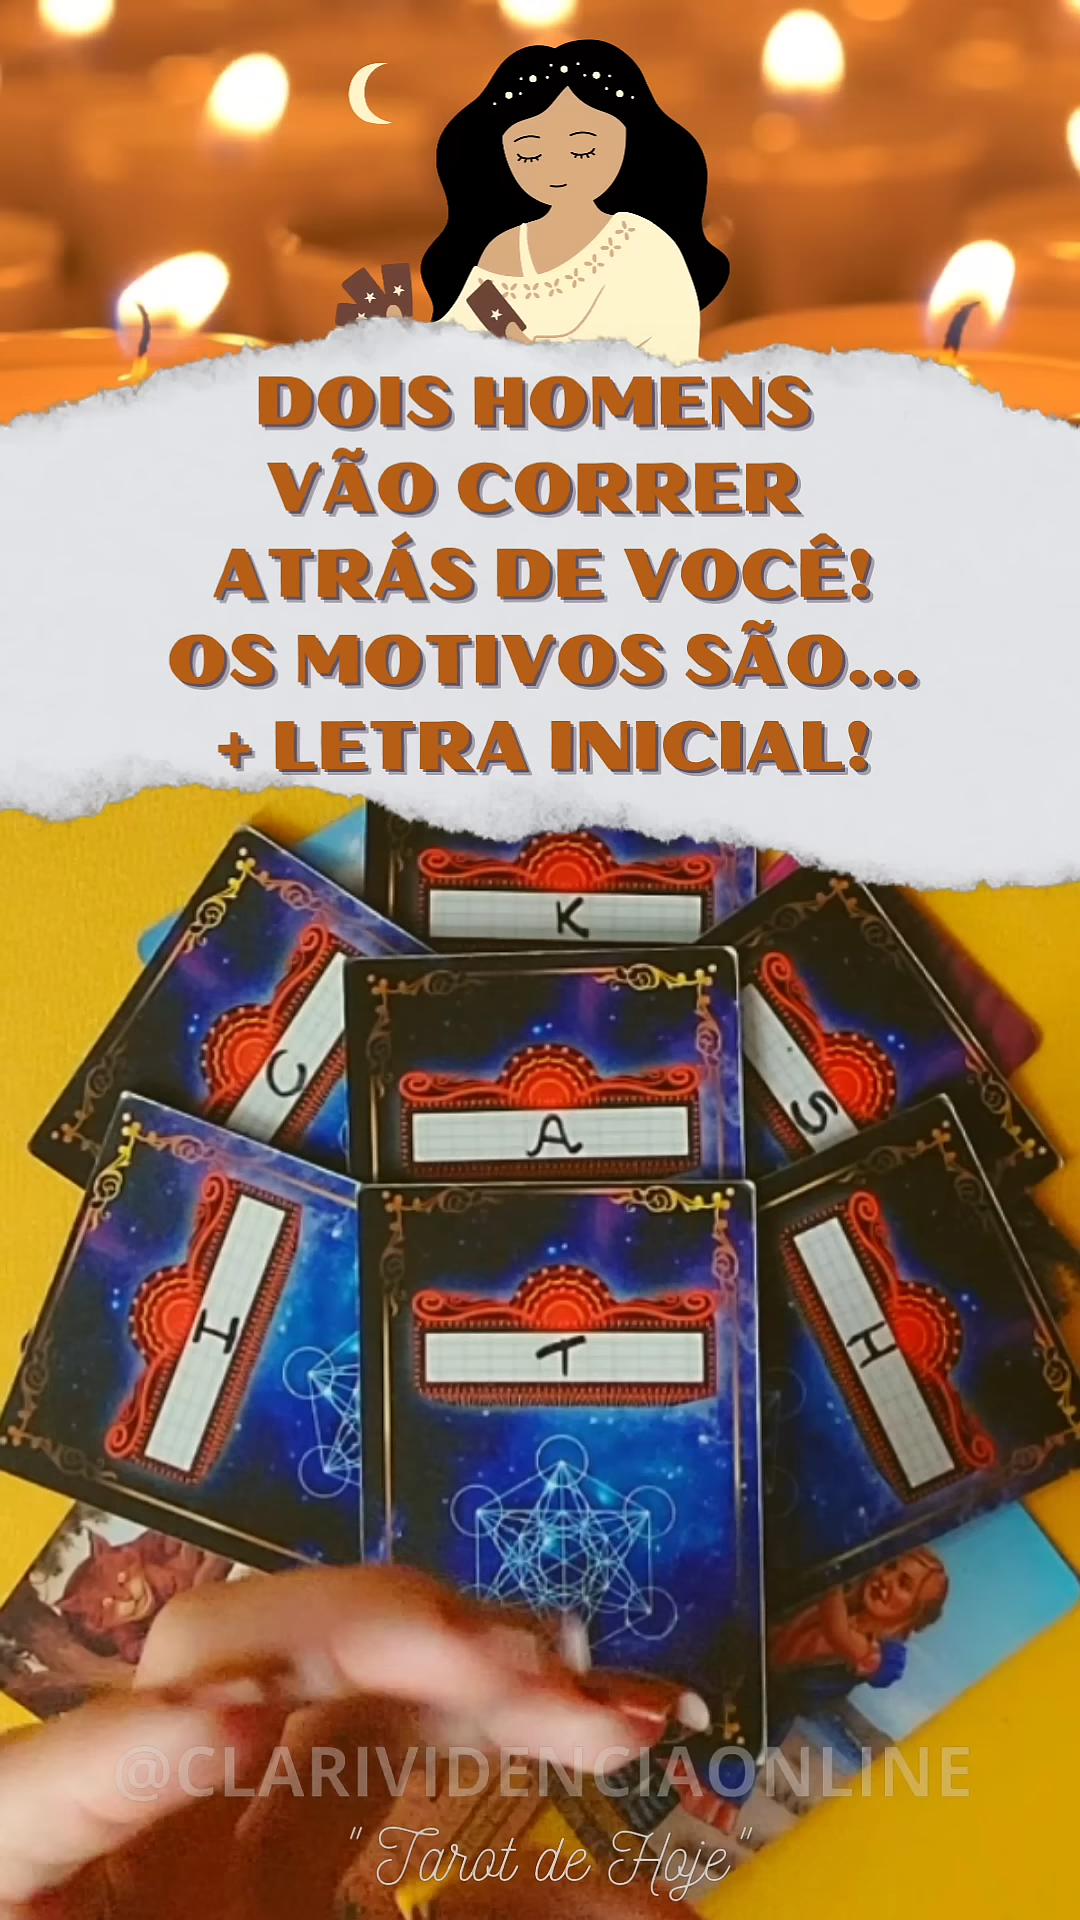 DOIS HOMENS
VÃO CORRER
ATRÁS DE VOCÊ!
OS MOTIVOS SÃO...
+ LETRA INICIAL!
K
C
A
S
I
T
H
@CLARIVIDENCIAONLINE
"Tarot de Hoje"